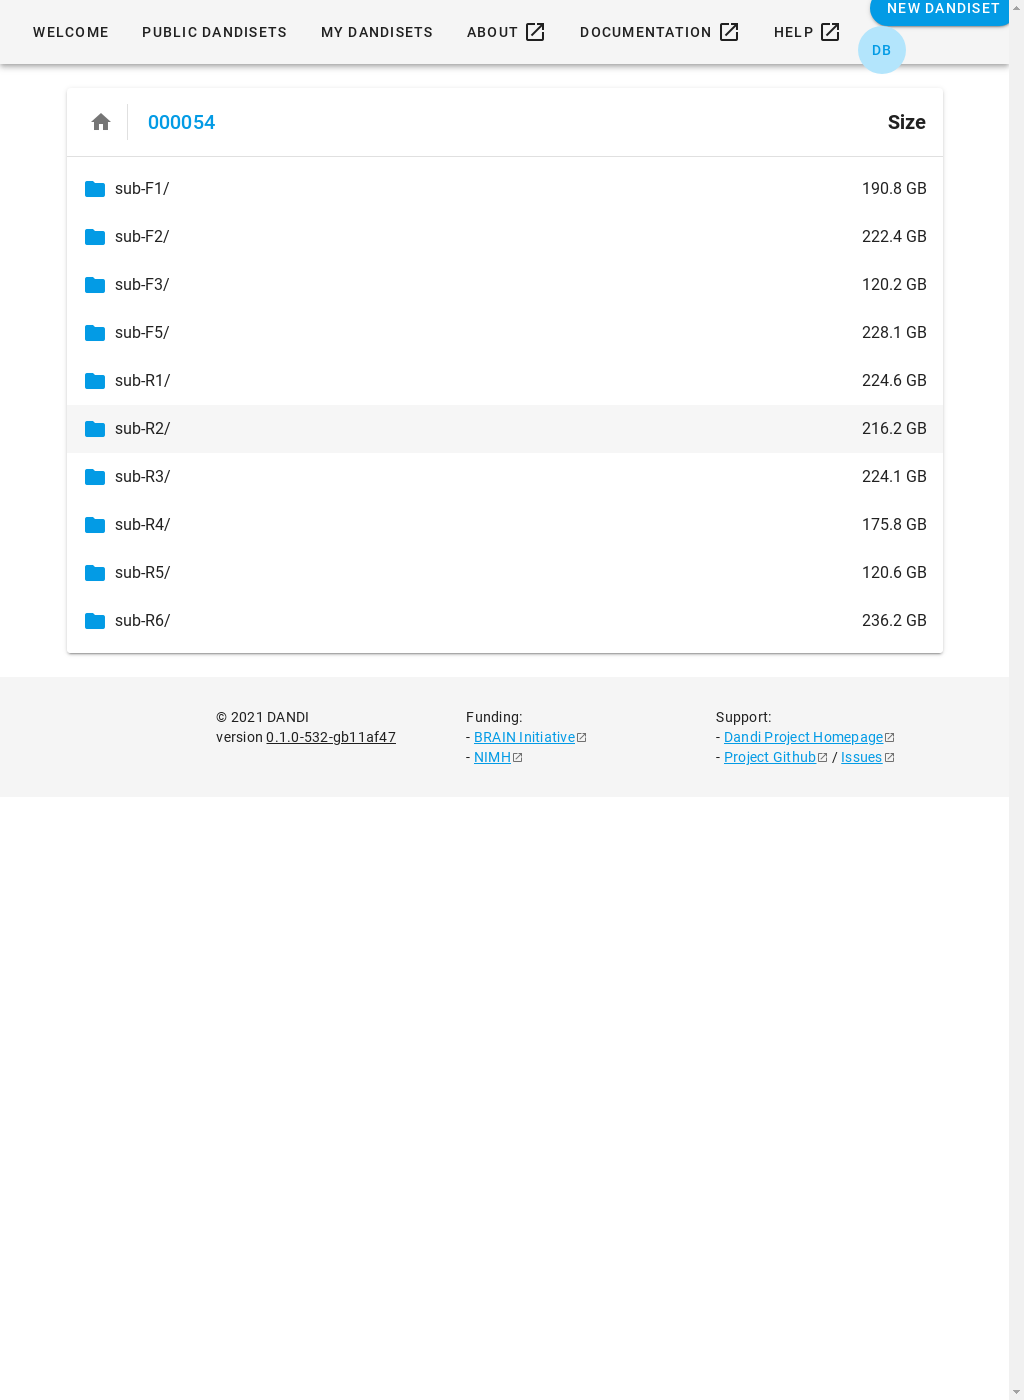 WELCOME PUBLIC DANDISETS MY DANDISETS ABOUT DOCUMENTATION HELP NEW DANDISET
DB
000054 Size
sub-F1/ 190.8 GB
sub-F2/ 222.4 GB
sub-F3/ 120.2 GB
sub-F5/ 228.1 GB
sub-R1/ 224.6 GB
sub-R2/ 216.2 GB
sub-R3/ 224.1 GB
sub-R4/ 175.8 GB
sub-R5/ 120.6 GB
sub-R6/ 236.2 GB
© 2021 DANDI
version 0.1.0-532-gb11af47
Funding:
- BRAIN Initiative
- NIMH
Support:
- Dandi Project Homepage
- Project Github / Issues